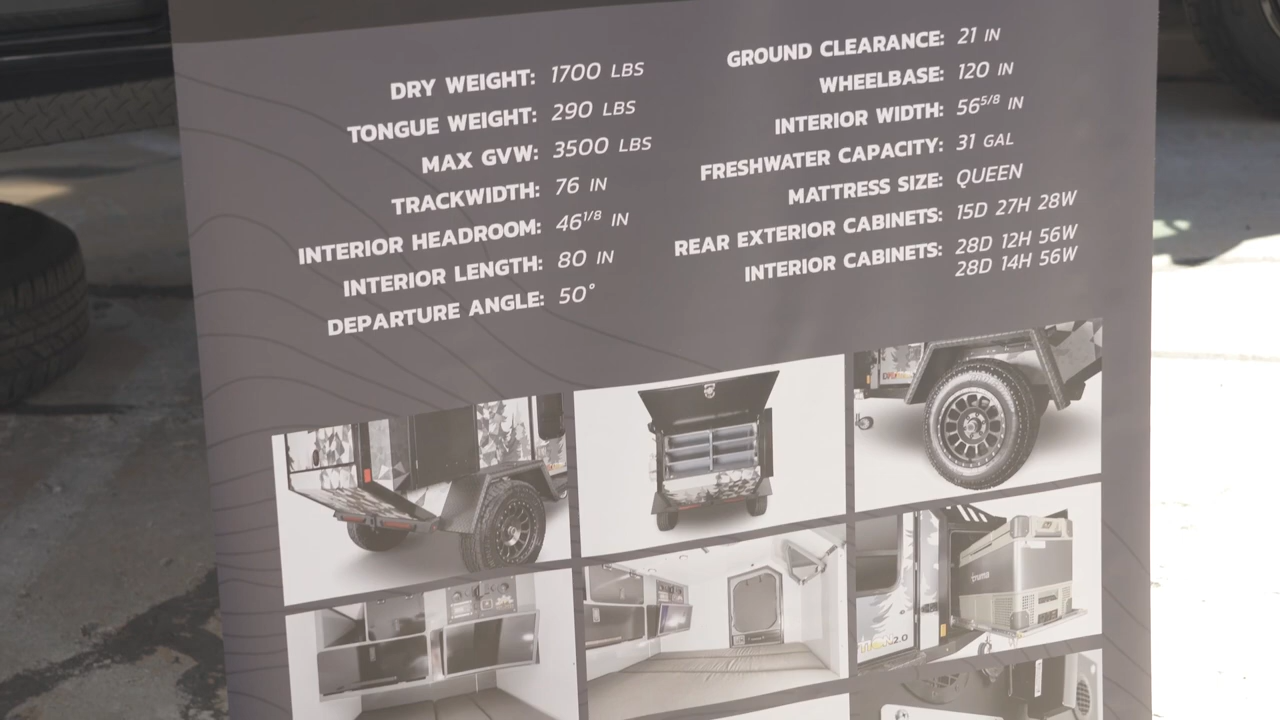 DRY WEIGHT: 1700 LBS
TONGUE WEIGHT: 290 LBS
MAX GVW: 3500 LBS
TRACKWIDTH: 76 IN
INTERIOR HEADROOM: 46 1/8 IN
INTERIOR LENGTH: 80 IN
DEPARTURE ANGLE: 50°
GROUND CLEARANCE: 21 IN
WHEELBASE: 120 IN
INTERIOR WIDTH: 56 5/8 IN
FRESHWATER CAPACITY: 31 GAL
MATTRESS SIZE: QUEEN
REAR EXTERIOR CABINETS: 15D 27H 28W
INTERIOR CABINETS: 28D 12H 56W
28D 14H 56W
truma
2.0